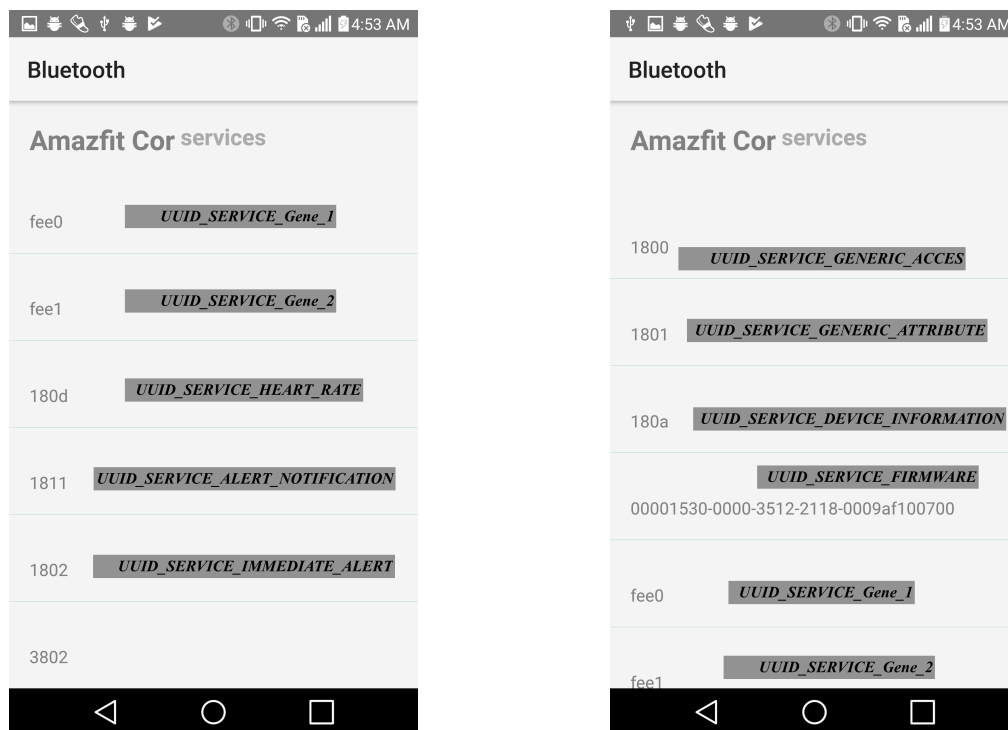 4:53 AM
Bluetooth
Amazfit Cor services
fee0 UUID_SERVICE_Gene_1
fee1 UUID_SERVICE_Gene_2
180d UUID_SERVICE_HEART_RATE
1811 UUID_SERVICE_ALERT_NOTIFICATION
1802 UUID_SERVICE_IMMEDIATE_ALERT
3802
4:53 AM
Bluetooth
Amazfit Cor services
1800 UUID_SERVICE_GENERIC_ACCES
1801 UUID_SERVICE_GENERIC_ATTRIBUTE
180a UUID_SERVICE_DEVICE_INFORMATION
UUID_SERVICE_FIRMWARE
00001530-0000-3512-2118-0009af100700
fee0 UUID_SERVICE_Gene_1
fee1 UUID_SERVICE_Gene_2